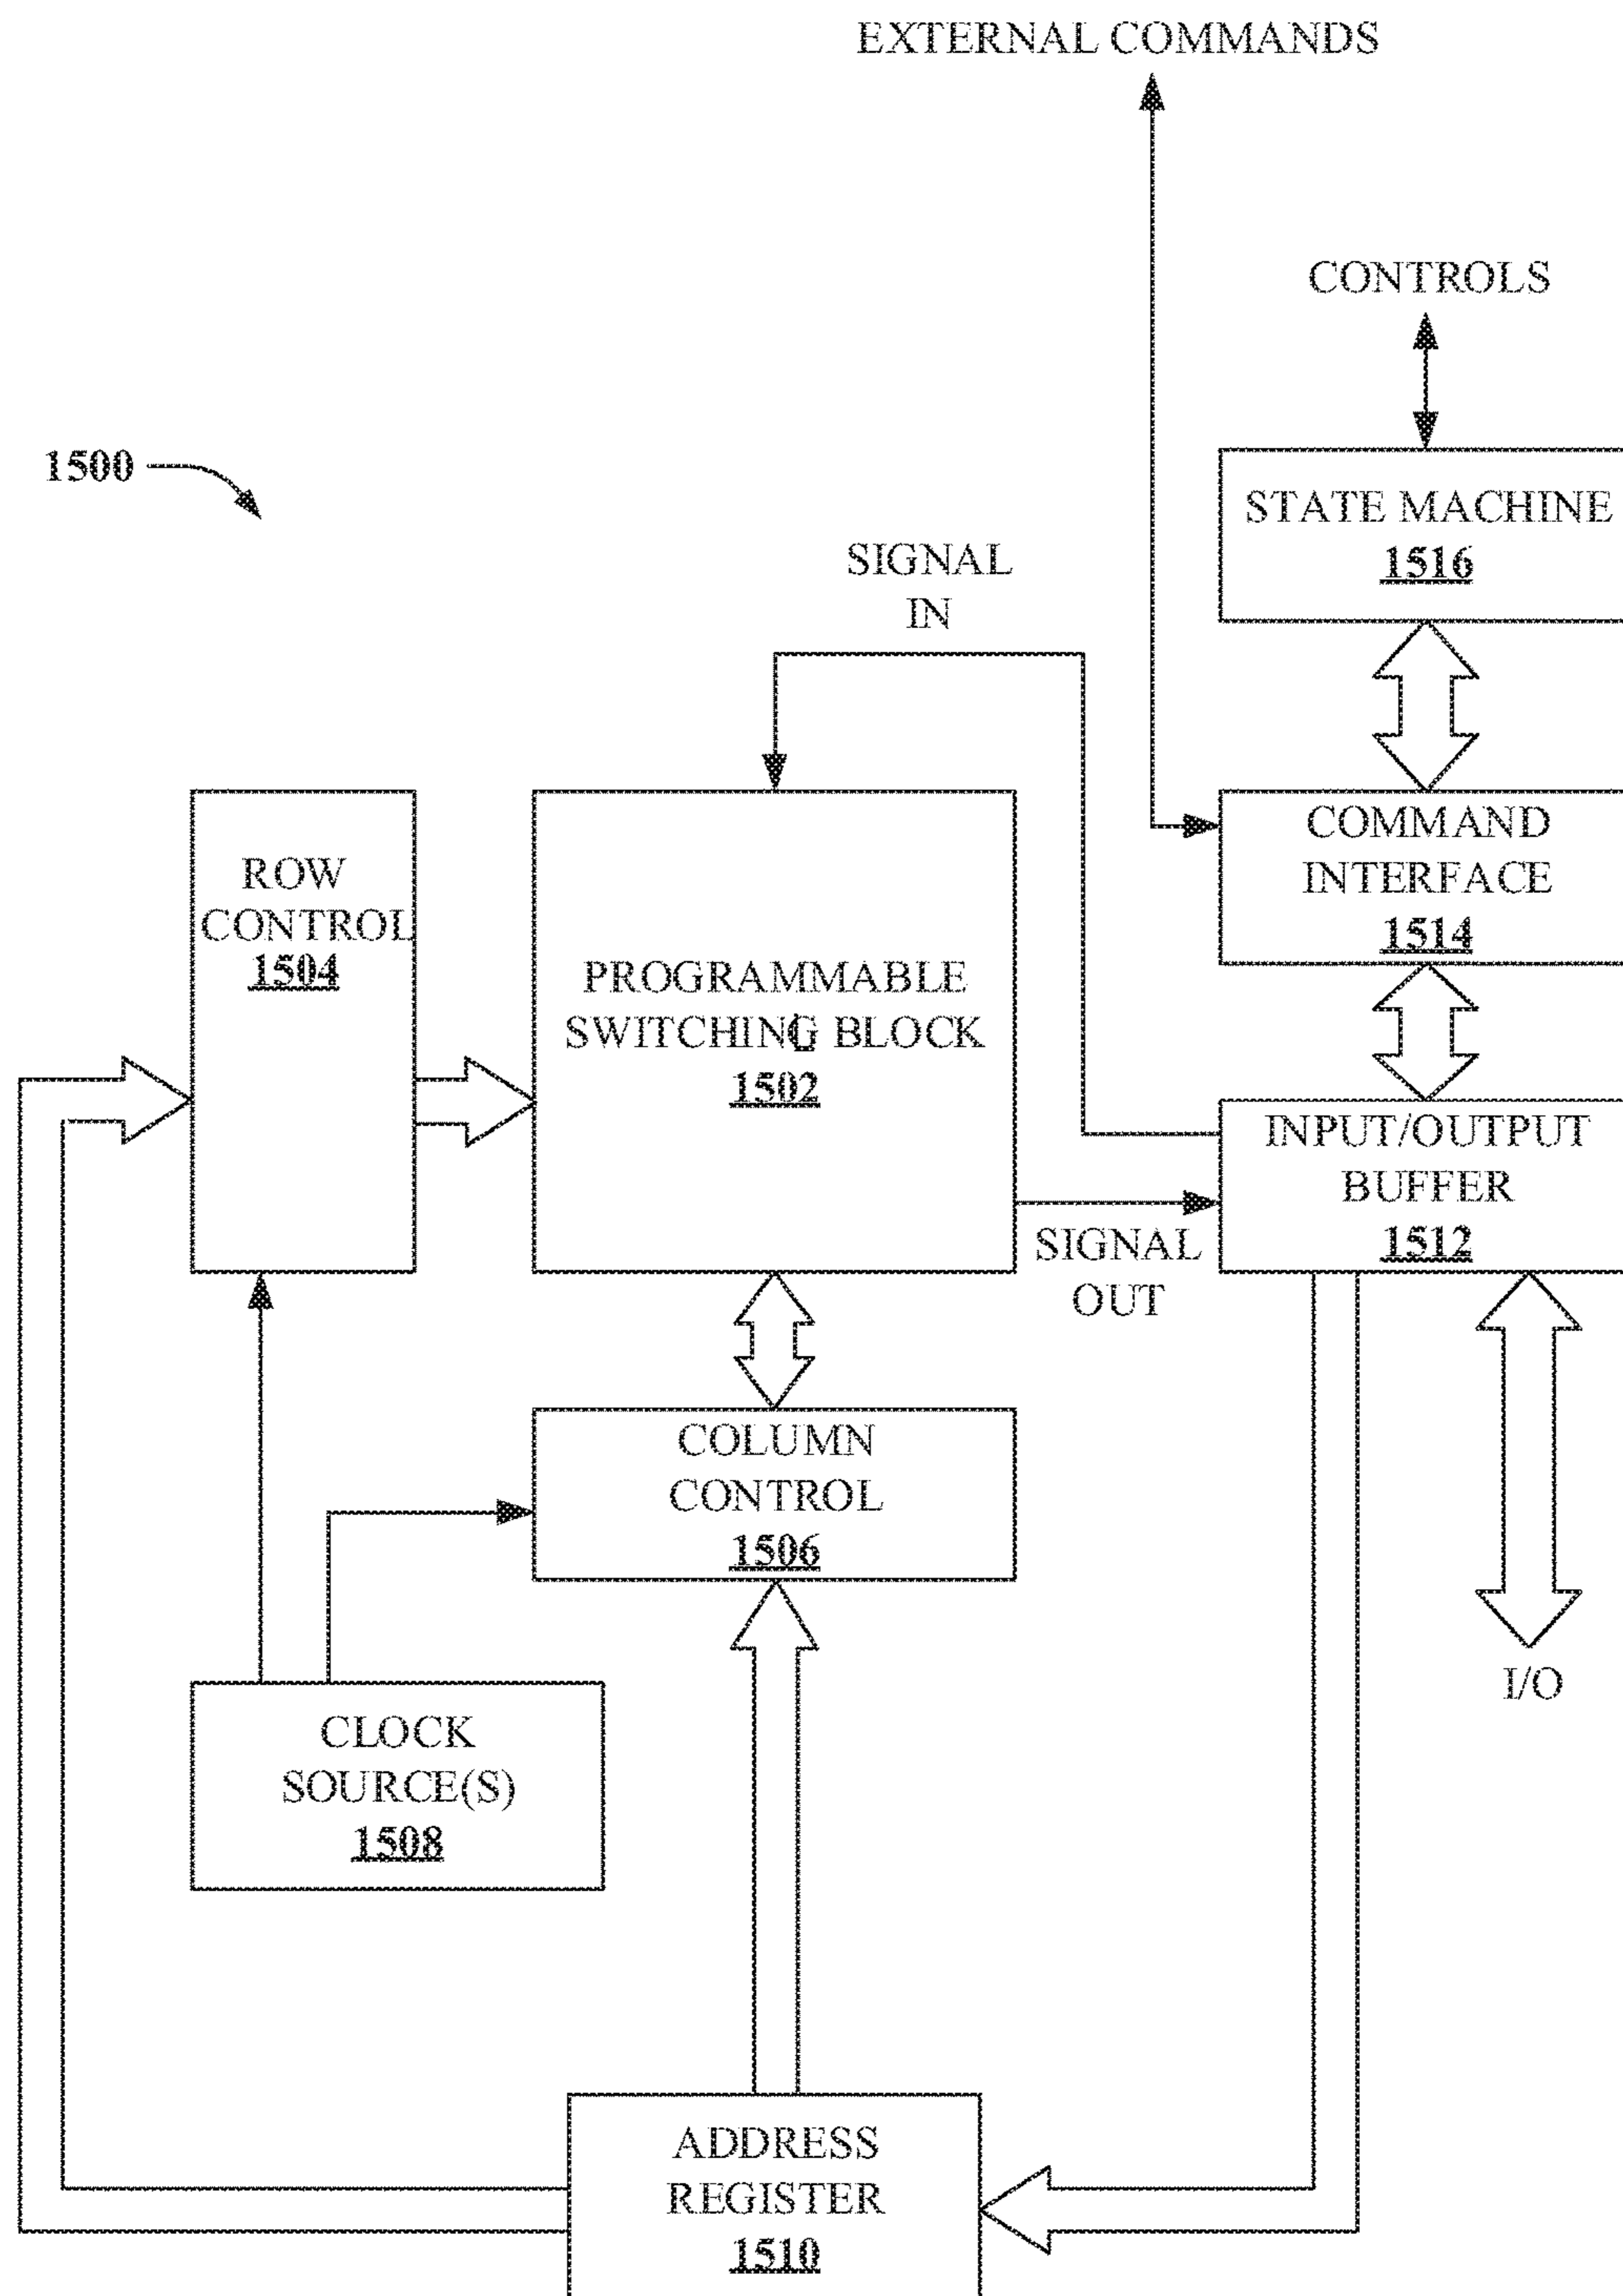 EXTERNAL COMMANDS
CONTROLS
1500
STATE MACHINE
1516
SIGNAL
IN
COMMAND
INTERFACE
1514
ROW
CONTROL
1504
PROGRAMMABLE
SWITCHING BLOCK
1502
INPUT/OUTPUT
BUFFER
1512
SIGNAL
OUT
COLUMN
CONTROL
1506
I/O
CLOCK
SOURCE(S)
1508
ADDRESS
REGISTER
1510